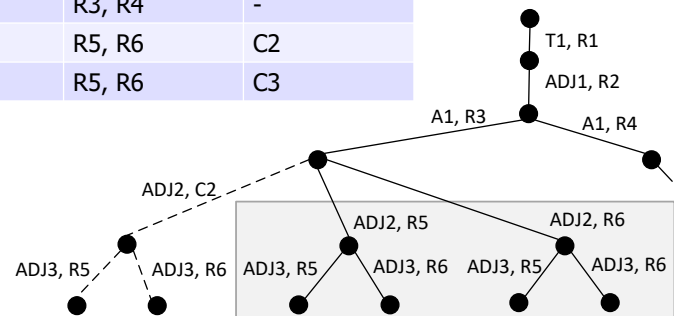 R3, R4 -
R5, R6 C2
R5, R6 C3
T1, R1
ADJ1, R2
A1, R3
A1, R4
ADJ2, C2
ADJ2, R5
ADJ2, R6
ADJ3, R5
ADJ3, R6
ADJ3, R5
ADJ3, R6
ADJ3, R5
ADJ3, R6